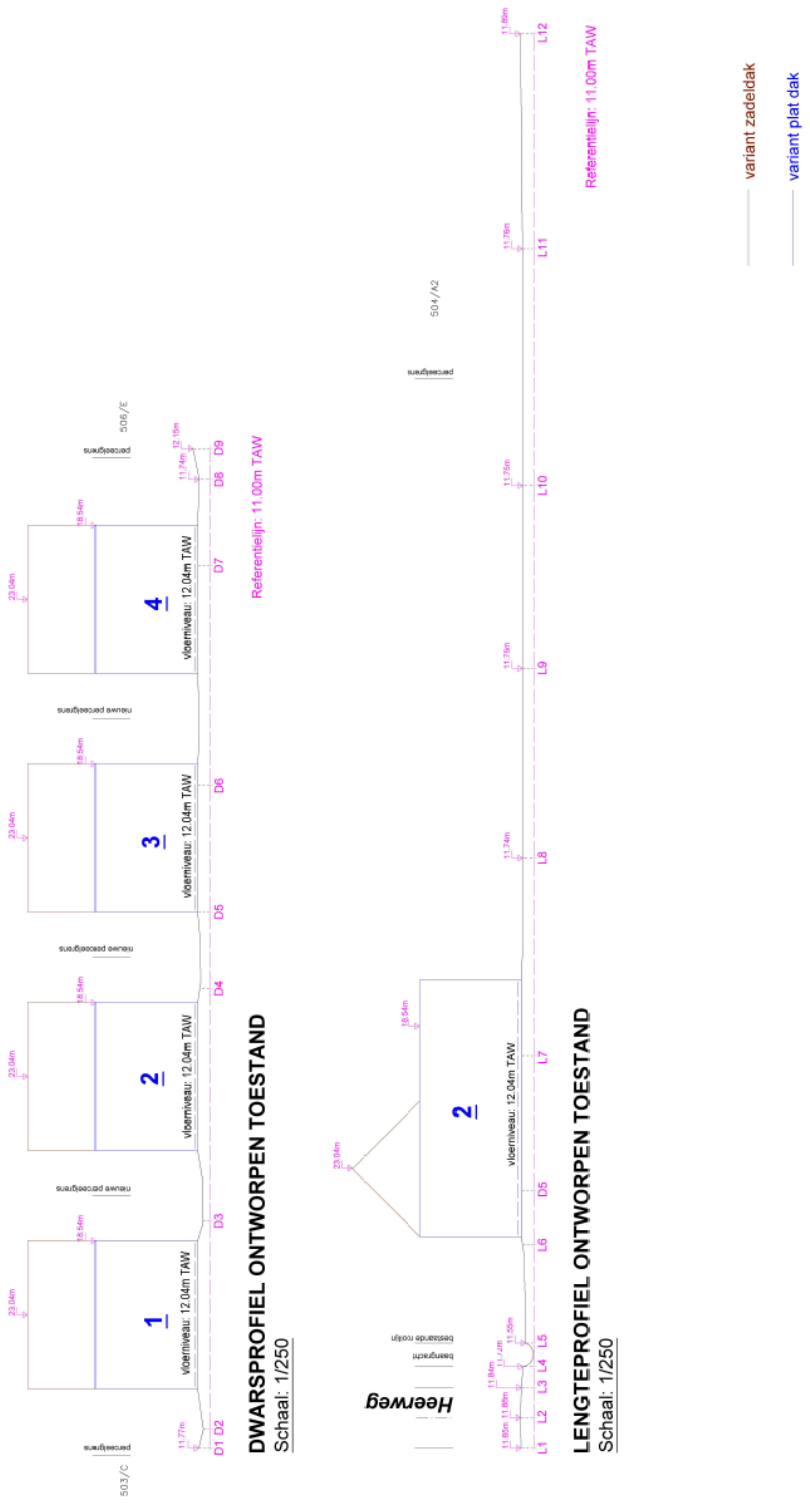 23.04m
23.04m
23.04m
23.04m
18.54m
18.54m
18.54m
18.54m
503/C
perceelgrens
nieuwe perceelgrens
nieuwe perceelgrens
nieuwe perceelgrens
perceelgrens
506/E
1
2
3
4
vloerniveau: 12.04m TAW
vloerniveau: 12.04m TAW
vloerniveau: 12.04m TAW
vloerniveau: 12.04m TAW
11.77m
11.74m
12.15m
D1 D2 D3 D4 D5 D6 D7 D8 D9
DWARSPROFIEL ONTWORPEN TOESTAND
Schaal: 1/250
Referentielijn: 11.00m TAW
23.04m
18.54m
Heerweg
baangracht
bestaande rooilijn
perceelgrens
504/A2
2
vloerniveau: 12.04m TAW
11.85m
11.88m
11.84m
11.72m
11.55m
11.74m
11.75m
11.75m
11.76m
11.89m
L1 L2 L3 L4 L5 L6 D5 L7 L8 L9 L10 L11 L12
LENGTEPROFIEL ONTWORPEN TOESTAND
Schaal: 1/250
Referentielijn: 11.00m TAW
variant zadeldak
variant plat dak